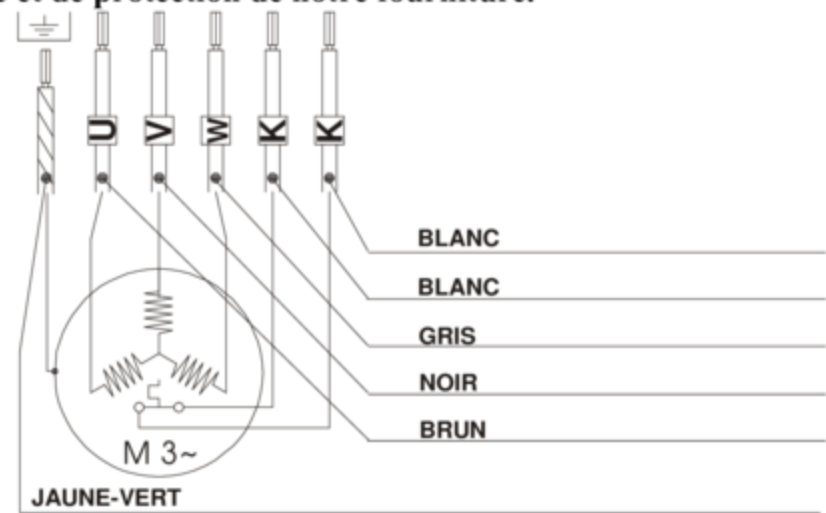 et de protection de notre fourniture.
U V W K K
BLANC
BLANC
GRIS
NOIR
BRUN
M 3~
JAUNE-VERT